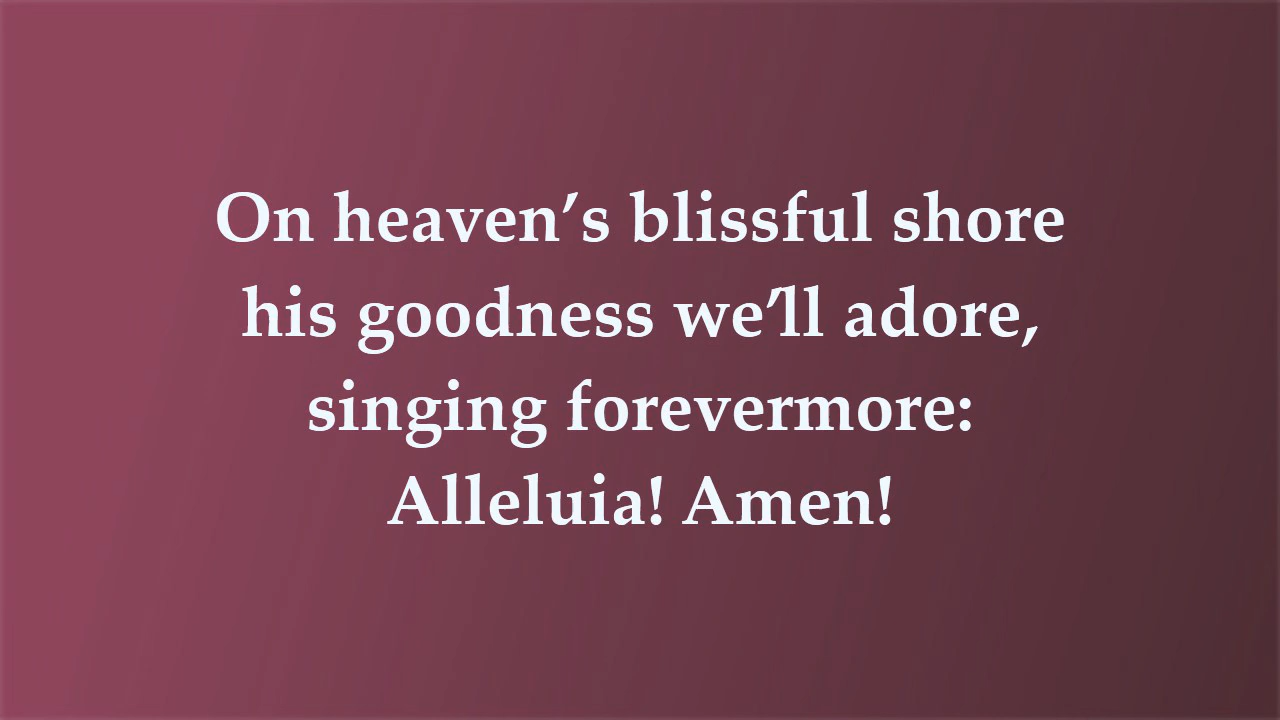 On heaven’s blissful shore
his goodness we’ll adore,
singing forevermore:
Alleluia! Amen!